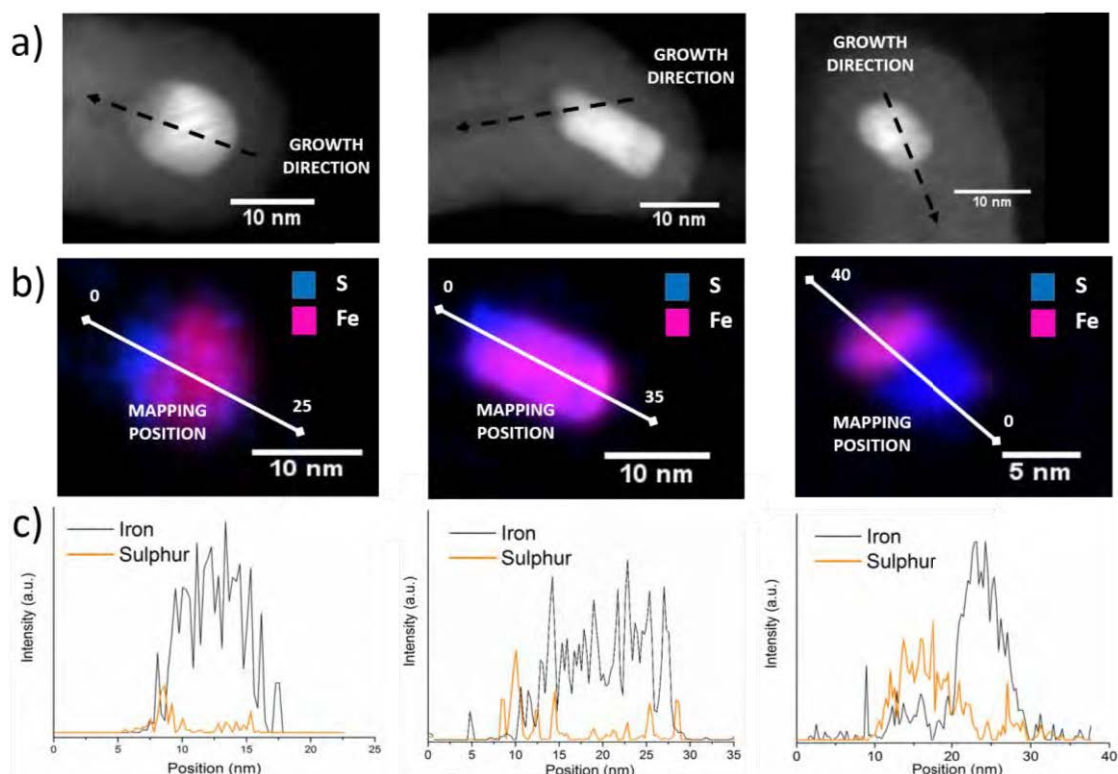 a)
GROWTH
DIRECTION
10 nm
GROWTH
DIRECTION
10 nm
GROWTH
DIRECTION
10 nm
b)
0
S
Fe
MAPPING
POSITION
25
10 nm
0
S
Fe
MAPPING
POSITION
35
10 nm
40
S
Fe
MAPPING
POSITION
0
5 nm
c)
Iron
Sulphur
Intensity (a.u.)
0 5 10 15 20 25
Position (nm)
Iron
Sulphur
Intensity (a.u.)
0 5 10 15 20 25 30 35
Position (nm)
Iron
Sulphur
Intensity (a.u.)
0 10 20 30 40
Position (nm)